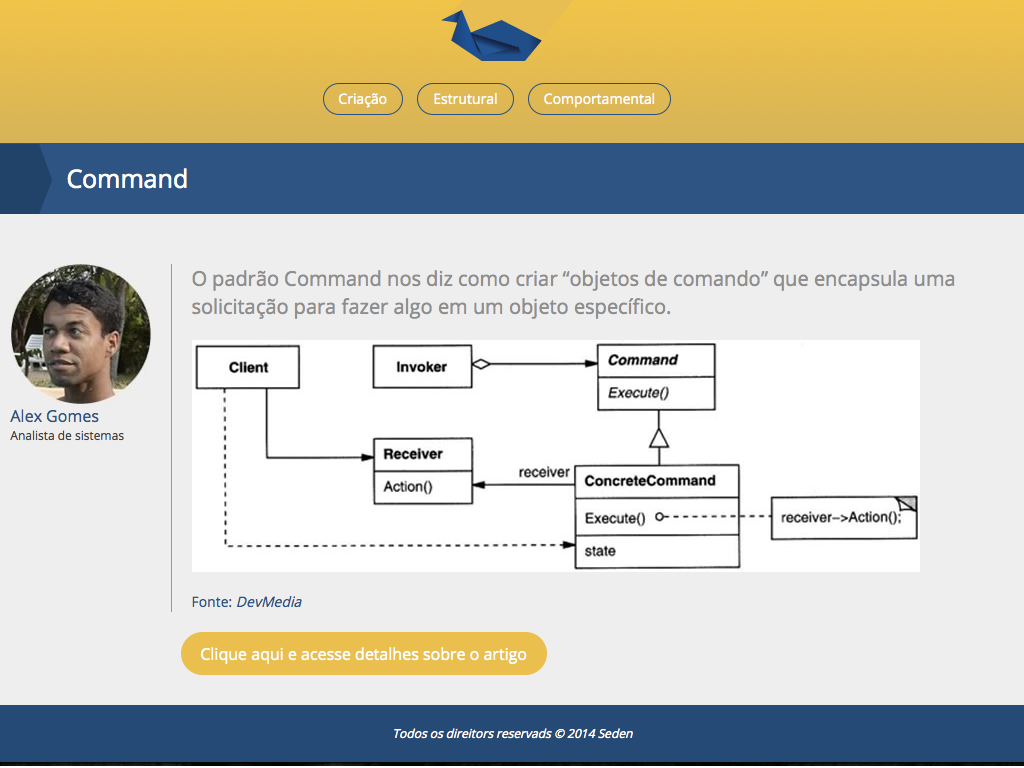 Criação Estrutural Comportamental
Command
O padrão Command nos diz como criar “objetos de comando” que encapsula uma
solicitação para fazer algo em um objeto específico.
Alex Gomes
Analista de sistemas
Client
Invoker
Command
Execute()
Receiver
Action()
receiver
ConcreteCommand
Execute()
state
receiver–>Action();
Fonte: DevMedia
Clique aqui e acesse detalhes sobre o artigo
Todos os direitors reservads © 2014 Seden